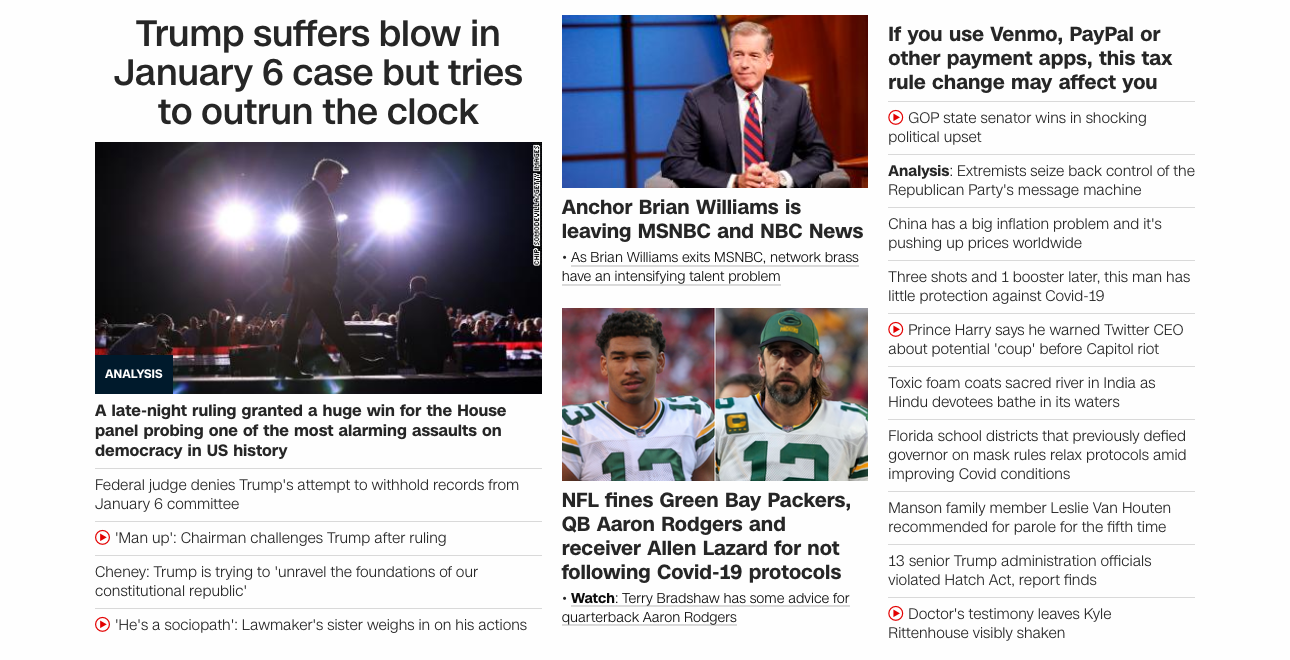 Trump suffers blow in
January 6 case but tries
to outrun the clock
CHIP SOMODEVILLA/GETTY IMAGES
ANALYSIS
A late-night ruling granted a huge win for the House
panel probing one of the most alarming assaults on
democracy in US history
Federal judge denies Trump's attempt to withhold records from
January 6 committee
'Man up': Chairman challenges Trump after ruling
Cheney: Trump is trying to 'unravel the foundations of our
constitutional republic'
'He's a sociopath': Lawmaker's sister weighs in on his actions
Anchor Brian Williams is
leaving MSNBC and NBC News
• As Brian Williams exits MSNBC, network brass
have an intensifying talent problem
13
12
NFL fines Green Bay Packers,
QB Aaron Rodgers and
receiver Allen Lazard for not
following Covid-19 protocols
• Watch: Terry Bradshaw has some advice for
quarterback Aaron Rodgers
If you use Venmo, PayPal or
other payment apps, this tax
rule change may affect you
GOP state senator wins in shocking
political upset
Analysis: Extremists seize back control of the
Republican Party's message machine
China has a big inflation problem and it's
pushing up prices worldwide
Three shots and 1 booster later, this man has
little protection against Covid-19
Prince Harry says he warned Twitter CEO
about potential 'coup' before Capitol riot
Toxic foam coats sacred river in India as
Hindu devotees bathe in its waters
Florida school districts that previously defied
governor on mask rules relax protocols amid
improving Covid conditions
Manson family member Leslie Van Houten
recommended for parole for the fifth time
13 senior Trump administration officials
violated Hatch Act, report finds
Doctor's testimony leaves Kyle
Rittenhouse visibly shaken